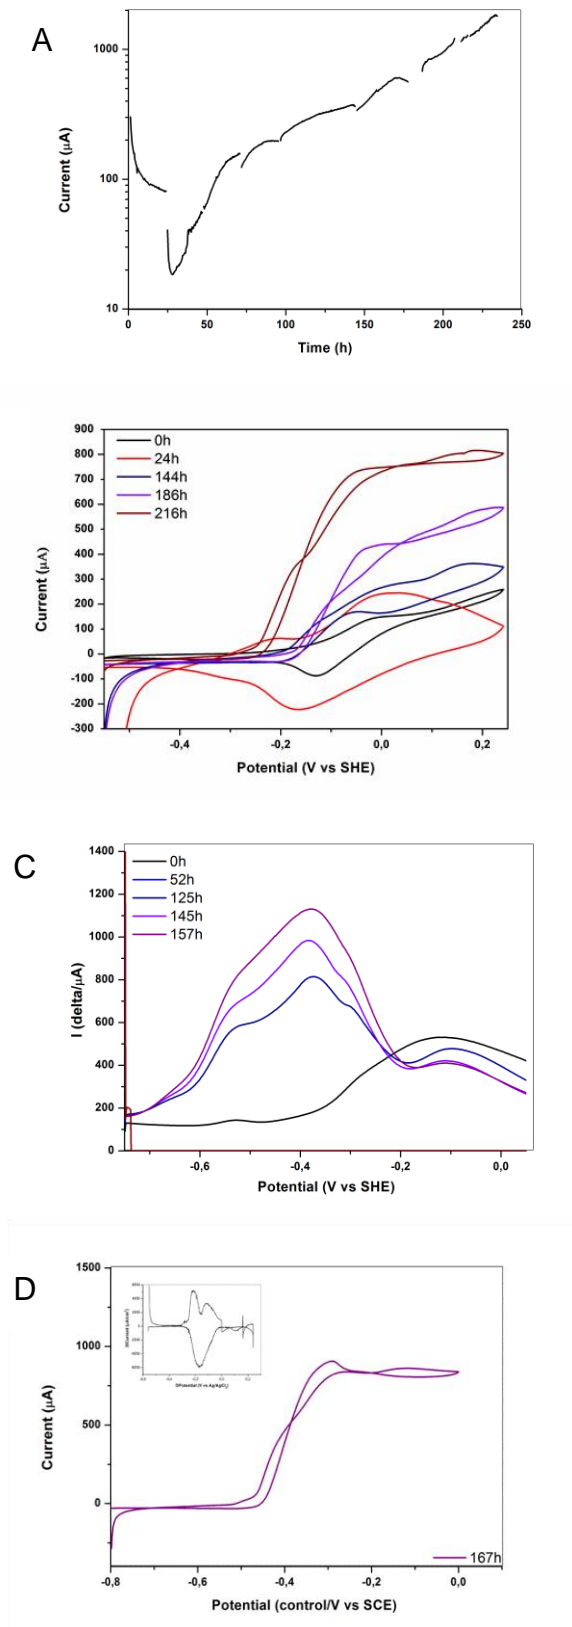 A
1000
100
10
0 50 100 150 200 250
Current (µA)
Time (h)
900
800
700
600
500
400
300
200
100
0
-100
-200
-300
0h
24h
144h
186h
216h
-0,4 -0,2 0,0 0,2
Current (µA)
Potential (V vs SHE)
C
1400
1200
1000
800
600
400
200
0
0h
52h
125h
145h
157h
-0,6 -0,4 -0,2 0,0
I (delta/µA)
Potential (V vs SHE)
D
1500
1000
500
0
167h
-0,8 -0,6 -0,4 -0,2 0,0
Current (µA)
Potential (control/V vs SCE)